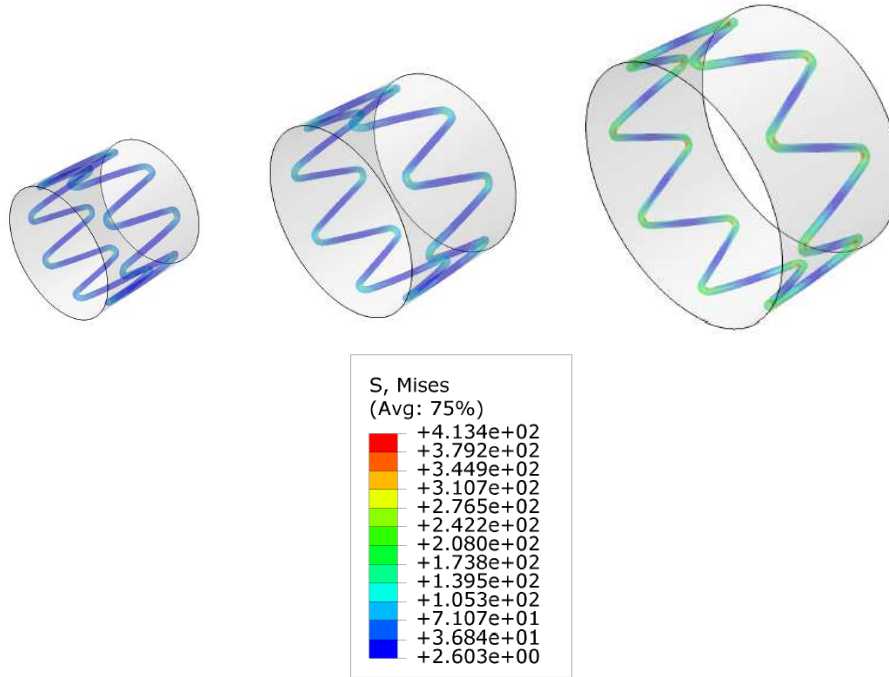 S, Mises
(Avg: 75%)
+4.134e+02
+3.792e+02
+3.449e+02
+3.107e+02
+2.765e+02
+2.422e+02
+2.080e+02
+1.738e+02
+1.395e+02
+1.053e+02
+7.107e+01
+3.684e+01
+2.603e+00